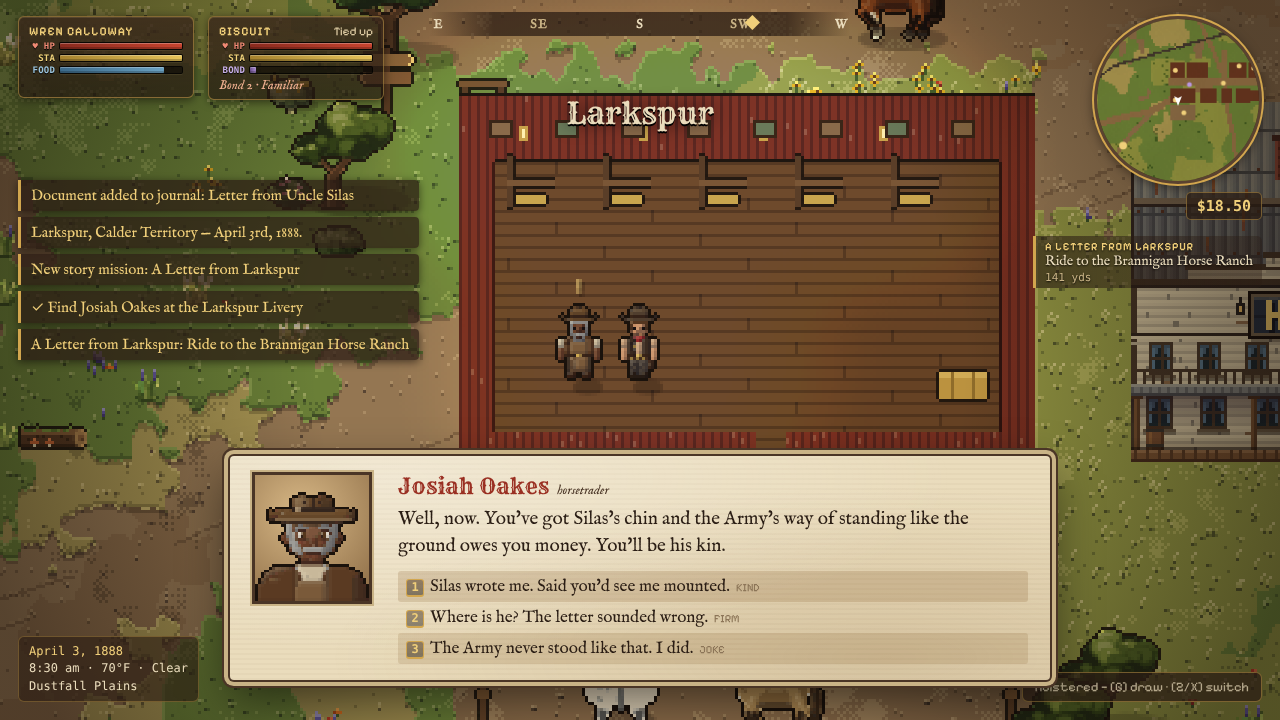 WREN CALLOWAY
♥ HP
STA
FOOD
BISCUIT Tied up
♥ HP
STA
BOND
Bond 2 · Familiar
E SE S SW W
Larkspur
$18.50
A LETTER FROM LARKSPUR
Ride to the Brannigan Horse Ranch
141 yds
Document added to journal: Letter from Uncle Silas
Larkspur, Calder Territory — April 3rd, 1888.
New story mission: A Letter from Larkspur
✓ Find Josiah Oakes at the Larkspur Livery
A Letter from Larkspur: Ride to the Brannigan Horse Ranch
H
Josiah Oakes horsetrader
Well, now. You've got Silas's chin and the Army's way of standing like the
ground owes you money. You'll be his kin.
1 Silas wrote me. Said you'd see me mounted. KIND
2 Where is he? The letter sounded wrong. FIRM
3 The Army never stood like that. I did. JOKE
April 3, 1888
8:30 am · 70°F · Clear
Dustfall Plains
Holstered - (G) draw · (Z/X) switch